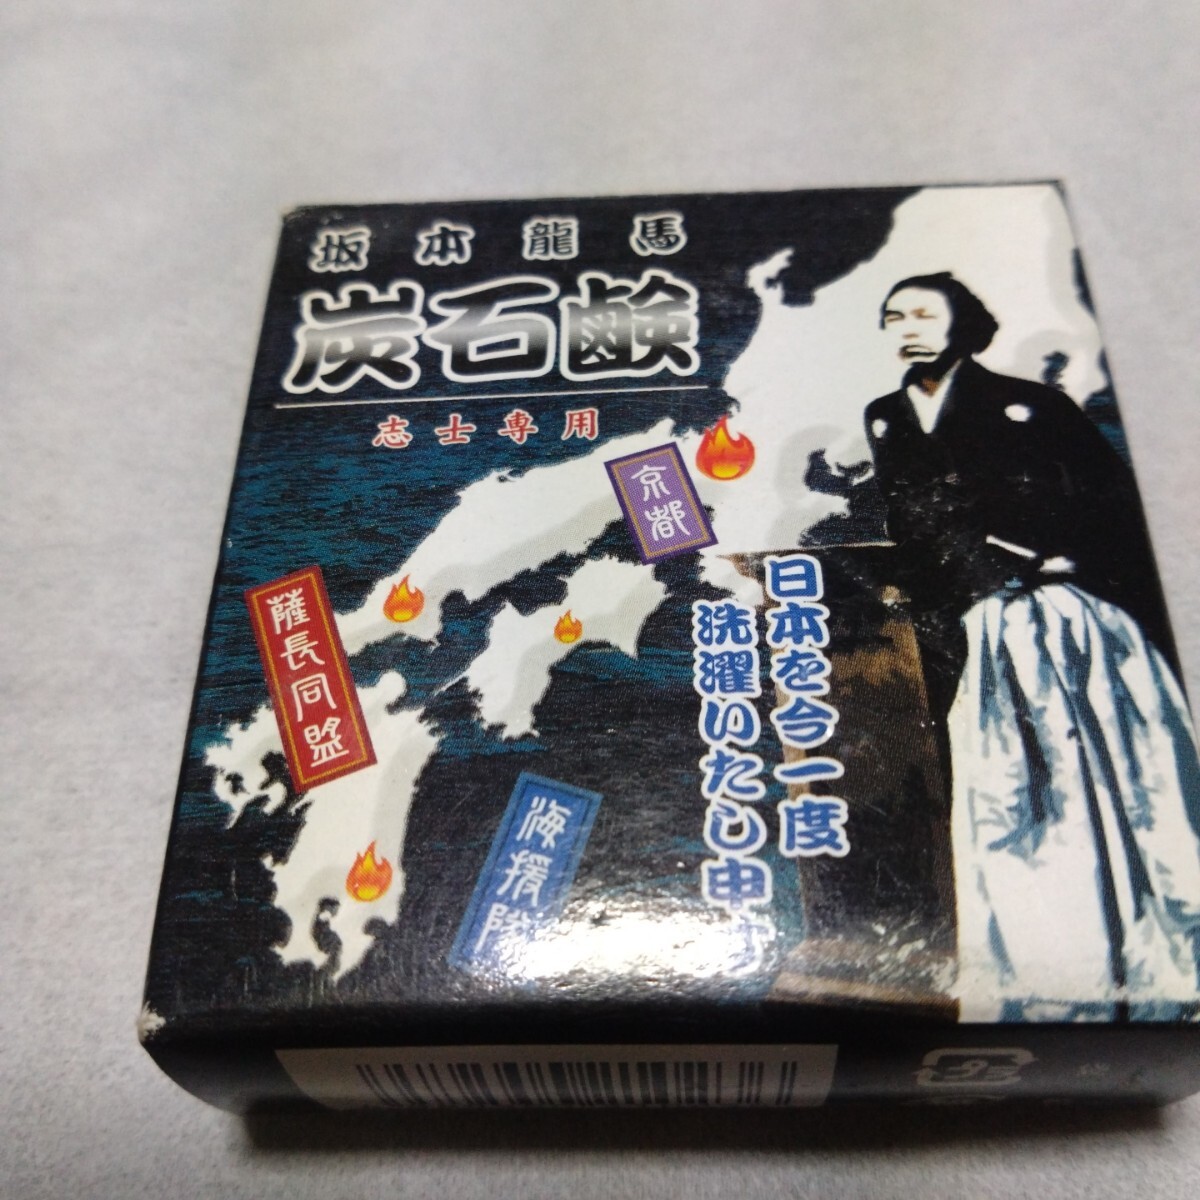 坂本龍馬
炭石鹸
志士専用
京都
薩長同盟
海援隊
日本を今一度
洗濯いたし申